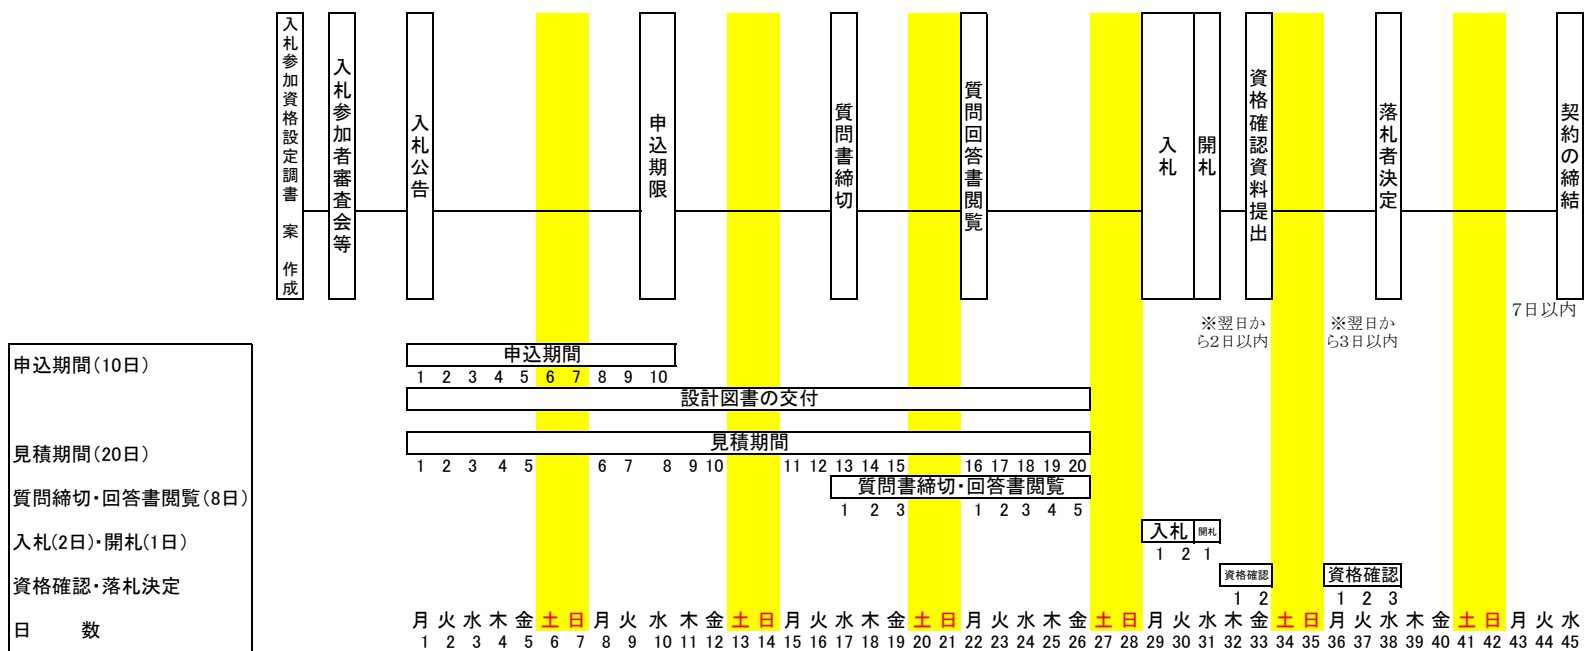 入札参加資格設定調書　案　作成
入札参加者審査会等
入札公告
申込期限
質問書締切
質問回答書閲覧
入札
開札
資格確認資料提出
落札者決定
契約の締結
7日以内
※翌日か
ら2日以内
※翌日か
ら3日以内
申込期間(10日)
申込期間
1 2 3 4 5 6 7 8 9 10
設計図書の交付
見積期間(20日)
見積期間
1 2 3 4 5 6 7 8 9 10 11 12 13 14 15 16 17 18 19 20
質問締切・回答書閲覧(8日)
質問書締切・回答書閲覧
1 2 3 1 2 3 4 5
入札(2日)・開札(1日)
入札 開札
1 2 1
資格確認・落札決定
資格確認 資格確認
1 2 1 2 3
月 火 水 木 金 土 日 月 火 水 木 金 土 日 月 火 水 木 金 土 日 月 火 水 木 金 土 日 月 火 水 木 金 土 日 月 火 水 木 金 土 日 月 火 水
日　数
1 2 3 4 5 6 7 8 9 10 11 12 13 14 15 16 17 18 19 20 21 22 23 24 25 26 27 28 29 30 31 32 33 34 35 36 37 38 39 40 41 42 43 44 45